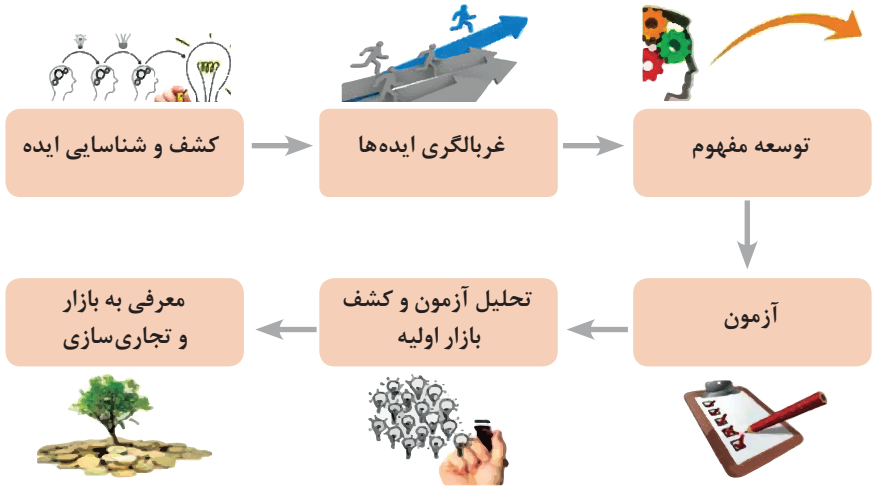 کشف و شناسایی ایده
غربالگری ایده‌ها
توسعه مفهوم
آزمون
تحلیل آزمون و کشف
بازار اولیه
معرفی به بازار
و تجاری‌سازی